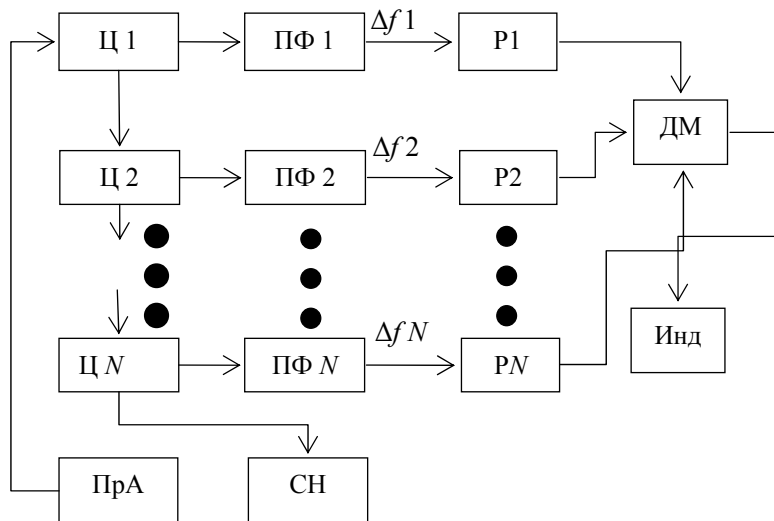 Ц 1 ПФ 1 Δf 1 Р1
ДМ
Ц 2 ПФ 2 Δf 2 Р2
Инд
Ц N ПФ N Δf N РN
ПрА СН